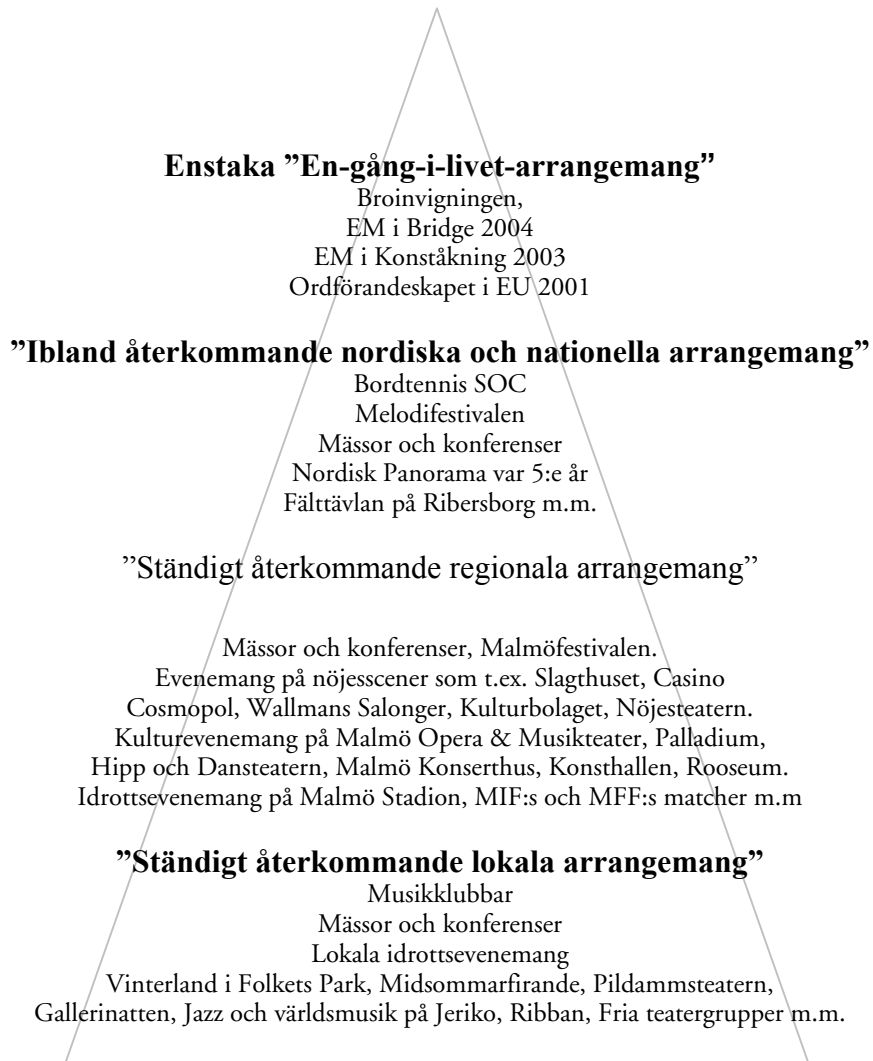 Enstaka ”En-gång-i-livet-arrangemang”
Broinvigningen,
EM i Bridge 2004
EM i Konståkning 2003
Ordförandeskapet i EU 2001
”Ibland återkommande nordiska och nationella arrangemang”
Bordtennis SOC
Melodifestivalen
Mässor och konferenser
Nordisk Panorama var 5:e år
Fälttävlan på Ribersborg m.m.
”Ständigt återkommande regionala arrangemang”
Mässor och konferenser, Malmöfestivalen.
Evenemang på nöjesscener som t.ex. Slagthuset, Casino
Cosmopol, Wallmans Salonger, Kulturbolaget, Nöjesteatern.
Kulturevenemang på Malmö Opera & Musikteater, Palladium,
Hipp och Dansteatern, Malmö Konserthus, Konsthallen, Rooseum.
Idrottsevenemang på Malmö Stadion, MIF:s och MFF:s matcher m.m
”Ständigt återkommande lokala arrangemang”
Musikklubbar
Mässor och konferenser
Lokala idrottsevenemang
Vinterland i Folkets Park, Midsommarfirande, Pildammsteatern,
Gallerinatten, Jazz och världsmusik på Jeriko, Ribban, Fria teatergrupper m.m.